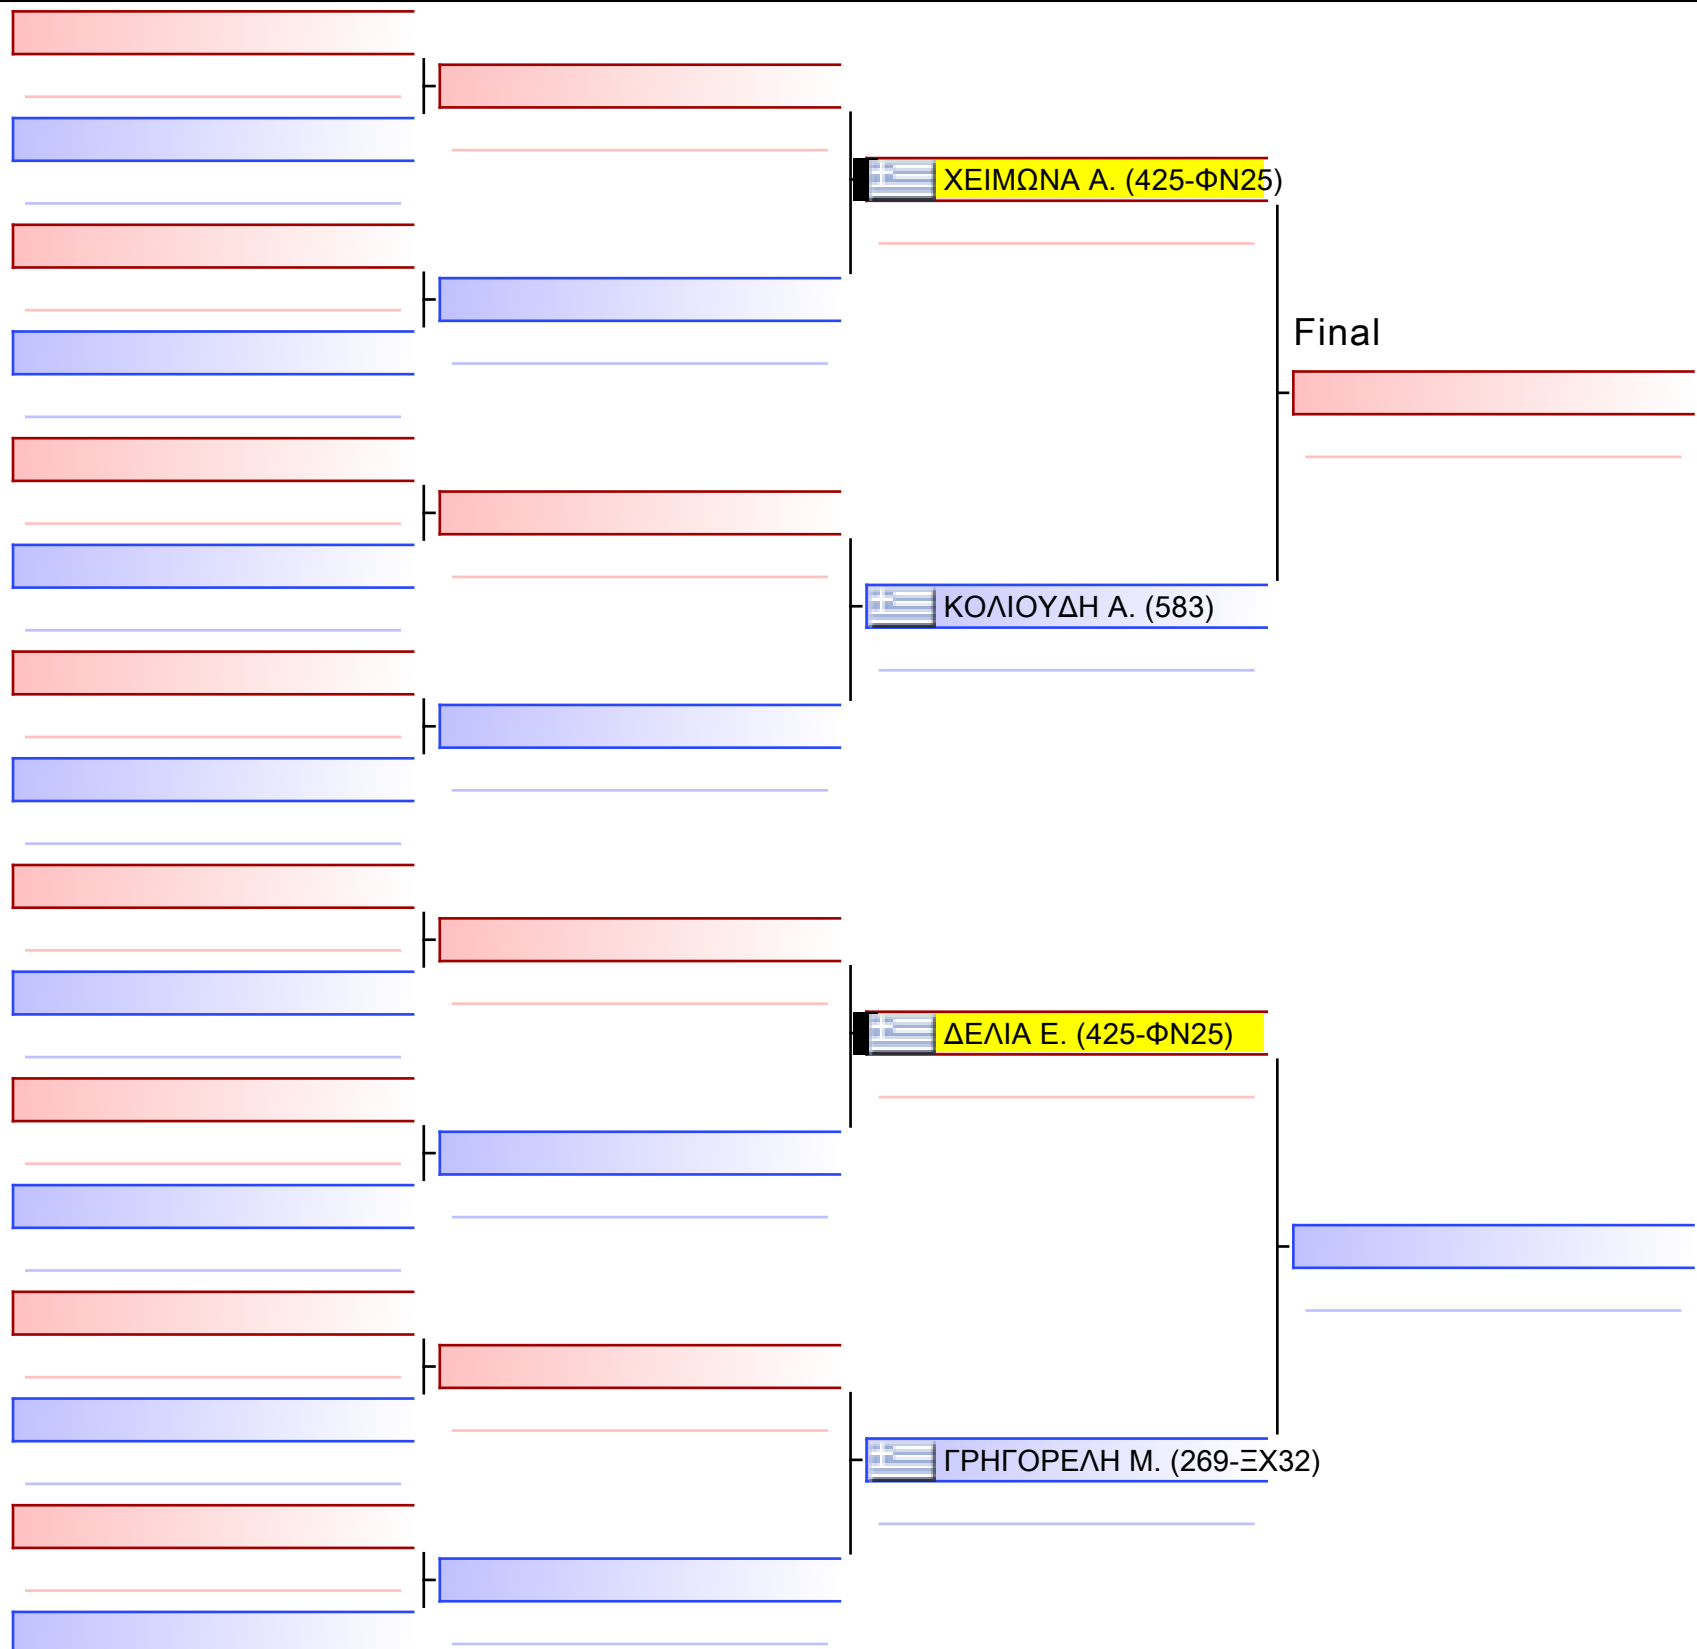 ΧΕΙΜΩΝΑ Α. (425-ΦΝ25)
Final
ΚΟΛΙΟΥΔΗ Α. (583)
ΔΕΛΙΑ Ε. (425-ΦΝ25)
ΓΡΗΓΟΡΕΛΗ Μ. (269-ΞΧ32)